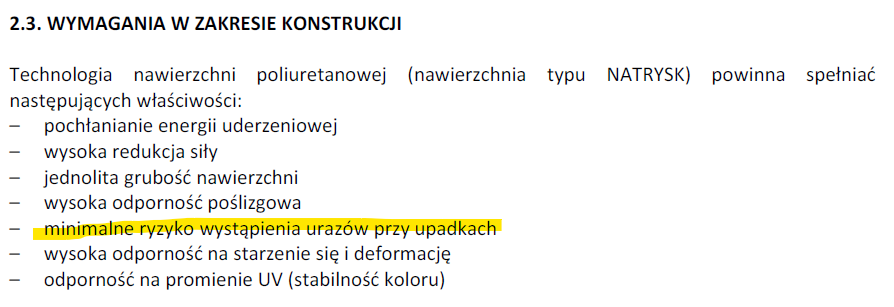 2.3. WYMAGANIA W ZAKRESIE KONSTRUKCJI
Technologia nawierzchni poliuretanowej (nawierzchnia typu NATRYSK) powinna spełniać
następujących właściwości:
– pochłanianie energii uderzeniowej
– wysoka redukcja siły
– jednolita grubość nawierzchni
– wysoka odporność poślizgowa
– minimalne ryzyko wystąpienia urazów przy upadkach
– wysoka odporność na starzenie się i deformację
– odporność na promienie UV (stabilność koloru)